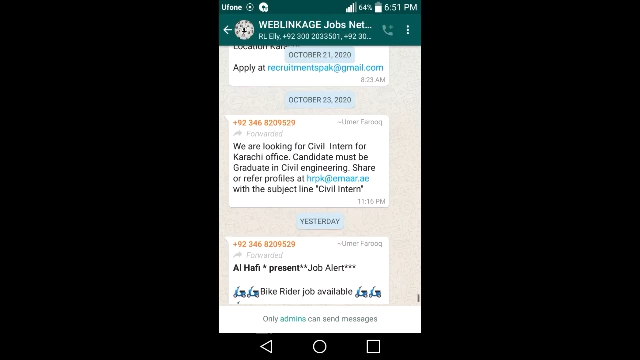 Ufone 64% 6:51 PM
WEBLINKAGE Jobs Net...
RL Elly, +92 300 2033501, +92 30...
OCTOBER 21, 2020
Apply at recruitmentspak@gmail.com
8:23 AM
OCTOBER 23, 2020
+92 346 8209529 ~Umer Farooq
Forwarded
We are looking for Civil Intern for
Karachi office. Candidate must be
Graduate in Civil engineering. Share
or refer profiles at hrpk@emaar.ae
with the subject line "Civil Intern"
11:16 PM
YESTERDAY
+92 346 8209529 ~Umer Farooq
Forwarded
Al Hafi * present**Job Alert***
🛵🛵Bike Rider job available 🛵🛵
Only admins can send messages